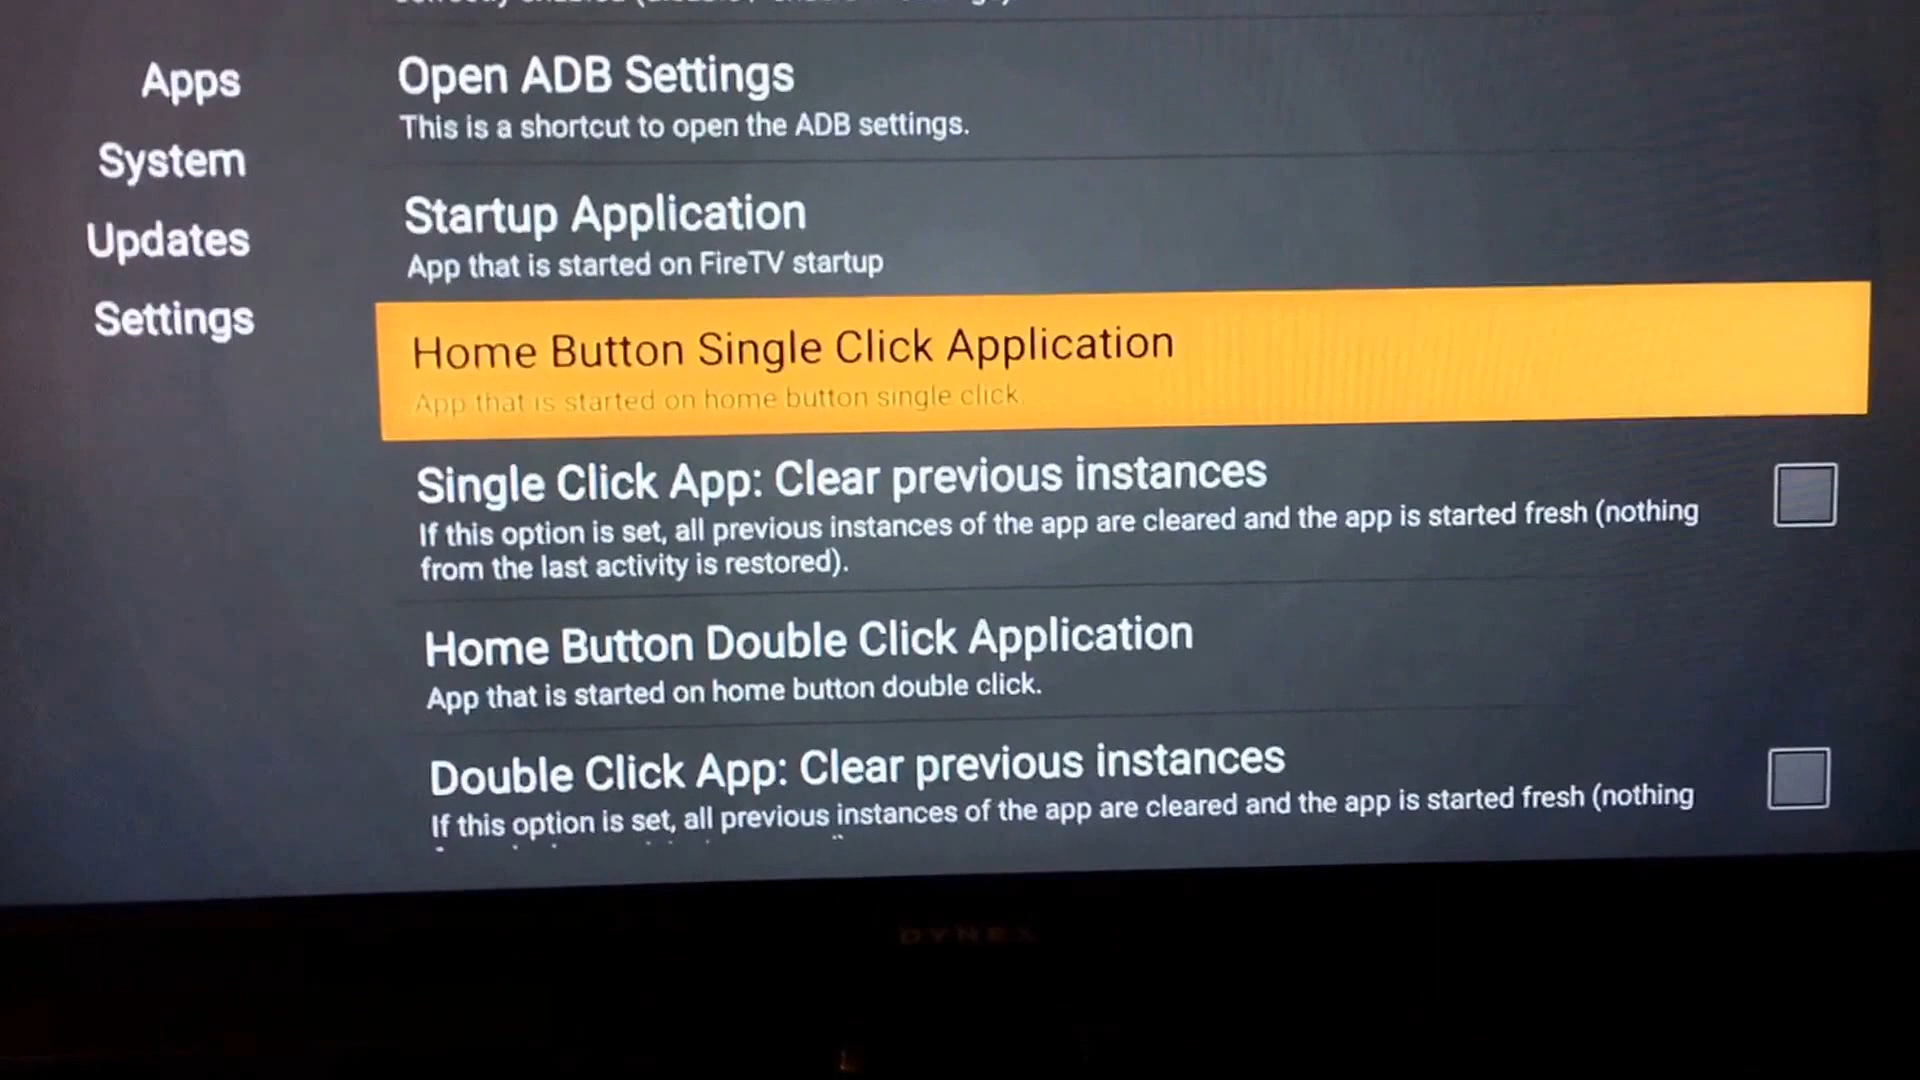 Apps
System
Updates
Settings
Open ADB Settings
This is a shortcut to open the ADB settings.
Startup Application
App that is started on FireTV startup
Home Button Single Click Application
App that is started on home button single click.
Single Click App: Clear previous instances
If this option is set, all previous instances of the app are cleared and the app is started fresh (nothing
from the last activity is restored).
Home Button Double Click Application
App that is started on home button double click.
Double Click App: Clear previous instances
If this option is set, all previous instances of the app are cleared and the app is started fresh (nothing
DYNEX